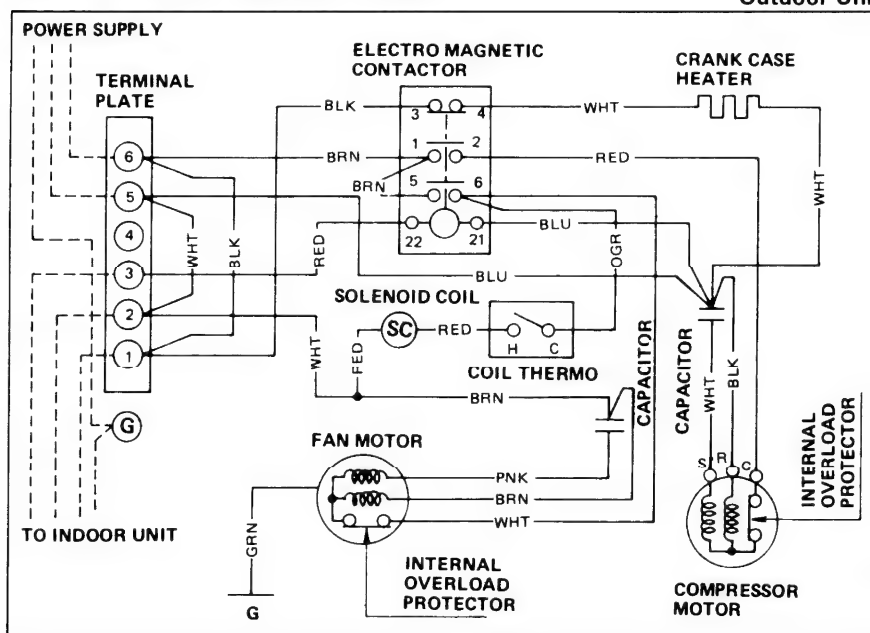 Outdoor Uni
POWER SUPPLY
TERMINAL
PLATE
ELECTRO MAGNETIC
CONTACTOR
CRANK CASE
HEATER
BLK
3
4
WHT
6
BRN
1
2
RED
BRN
5
6
WHT
5
4
WHT
BLK
RED
22
21
BLU
OGR
3
BLU
SOLENOID COIL
2
SC
RED
H
C
COIL THERMO
CAPACITOR
CAPACITOR
WHT
BLK
1
WHT
FED
BRN
G
FAN MOTOR
S
R
C
INTERNAL
OVERLOAD
PROTECTOR
PNK
BRN
WHT
TO INDOOR UNIT
GRN
G
INTERNAL
OVERLOAD
PROTECTOR
COMPRESSOR
MOTOR